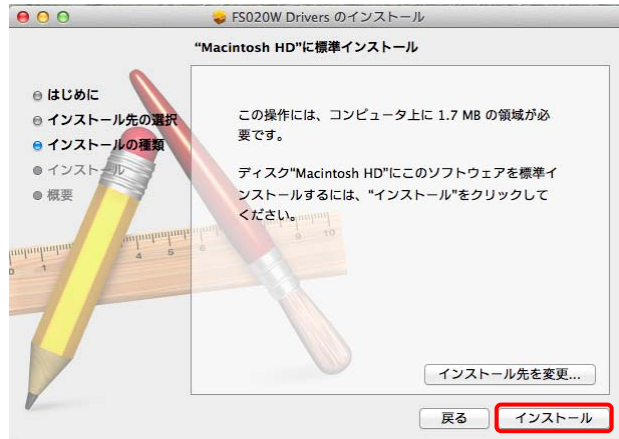 FS020W Drivers のインストール
“Macintosh HD”に標準インストール
はじめに
インストール先の選択
インストールの種類
インストール
概要
この操作には、コンピュータ上に 1.7 MB の領域が必
要です。
ディスク“Macintosh HD”にこのソフトウェアを標準イ
ンストールするには、“インストール”をクリックして
ください。
0 1 4 5 6 9 10
インストール先を変更...
戻る インストール